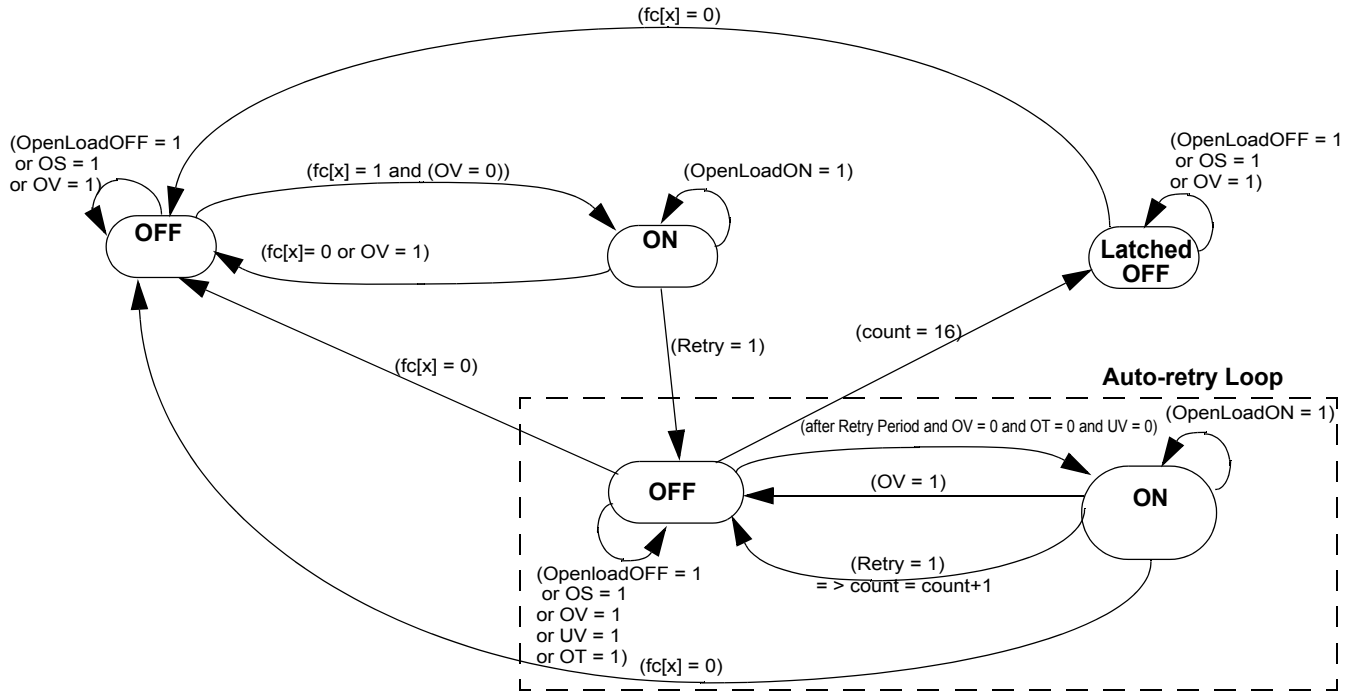 (fc[x] = 0)
(OpenLoadOFF = 1
or OS = 1
or OV = 1)
OFF
(fc[x] = 1 and (OV = 0))
(fc[x]= 0 or OV = 1)
(OpenLoadON = 1)
ON
(OpenLoadOFF = 1
or OS = 1
or OV = 1)
Latched
OFF
(Retry = 1)
(count = 16)
(fc[x] = 0)
Auto-retry Loop
(after Retry Period and OV = 0 and OT = 0 and UV = 0)
(OpenLoadON = 1)
OFF
(OV = 1)
ON
(Retry = 1)
= > count = count+1
(OpenloadOFF = 1
or OS = 1
or OV = 1
or UV = 1
or OT = 1)
(fc[x] = 0)